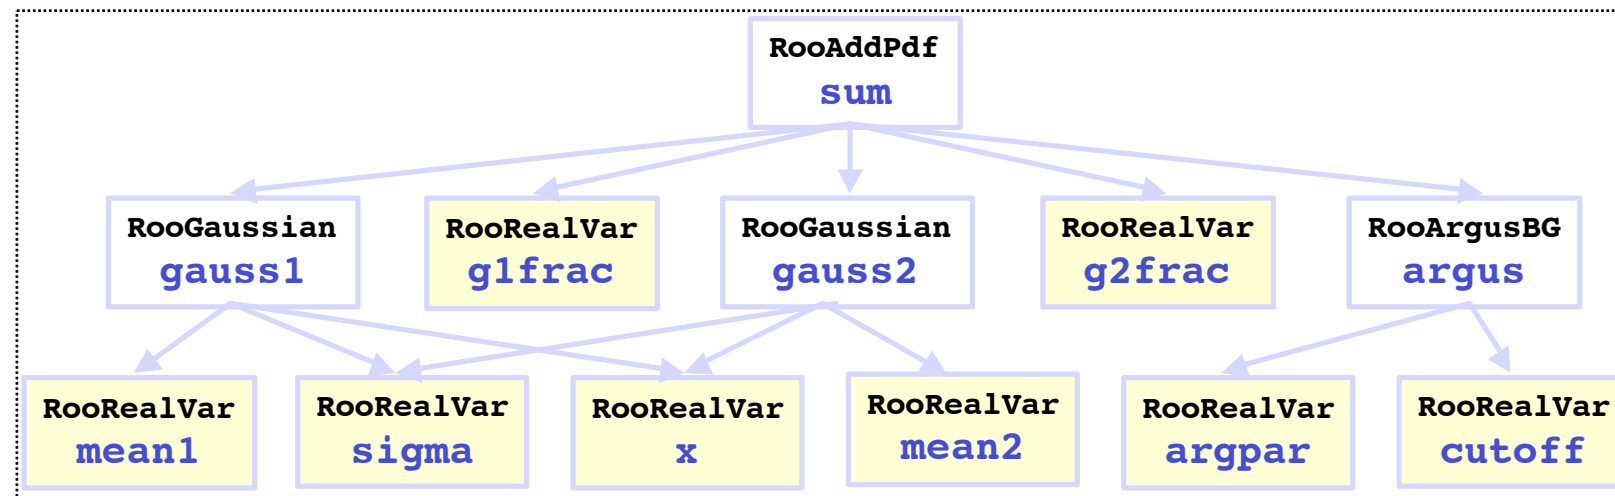 RooAddPdf
sum
RooGaussian
gauss1
RooRealVar
g1frac
RooGaussian
gauss2
RooRealVar
g2frac
RooArgusBG
argus
RooRealVar
mean1
RooRealVar
sigma
RooRealVar
x
RooRealVar
mean2
RooRealVar
argpar
RooRealVar
cutoff